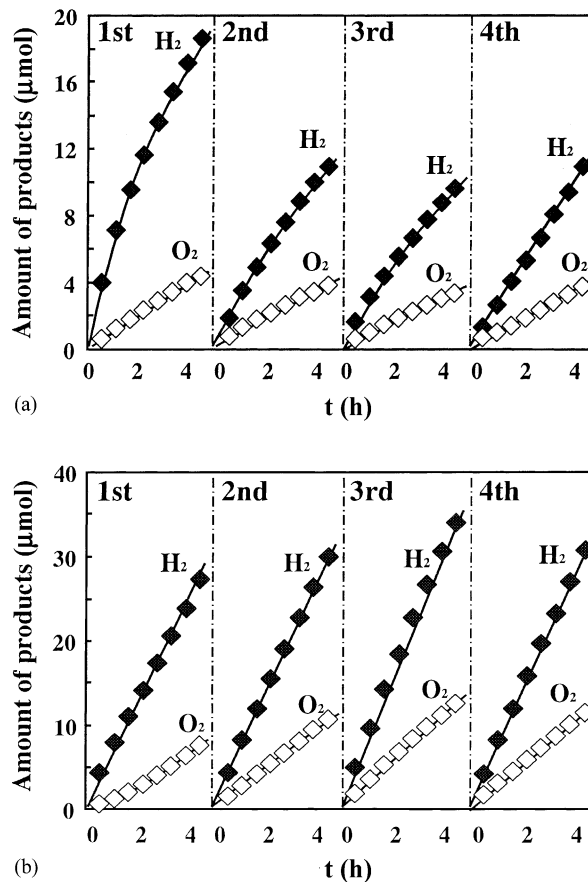 20
16
12
8
4
0
Amount of products (μmol)
1st
2nd
3rd
4th
H₂
H₂
H₂
H₂
O₂
O₂
O₂
O₂
0 2 4 0 2 4 0 2 4 0 2 4
t (h)
(a)
40
30
20
10
0
Amount of products (μmol)
1st
2nd
3rd
4th
H₂
H₂
H₂
H₂
O₂
O₂
O₂
O₂
0 2 4 0 2 4 0 2 4 0 2 4
t (h)
(b)